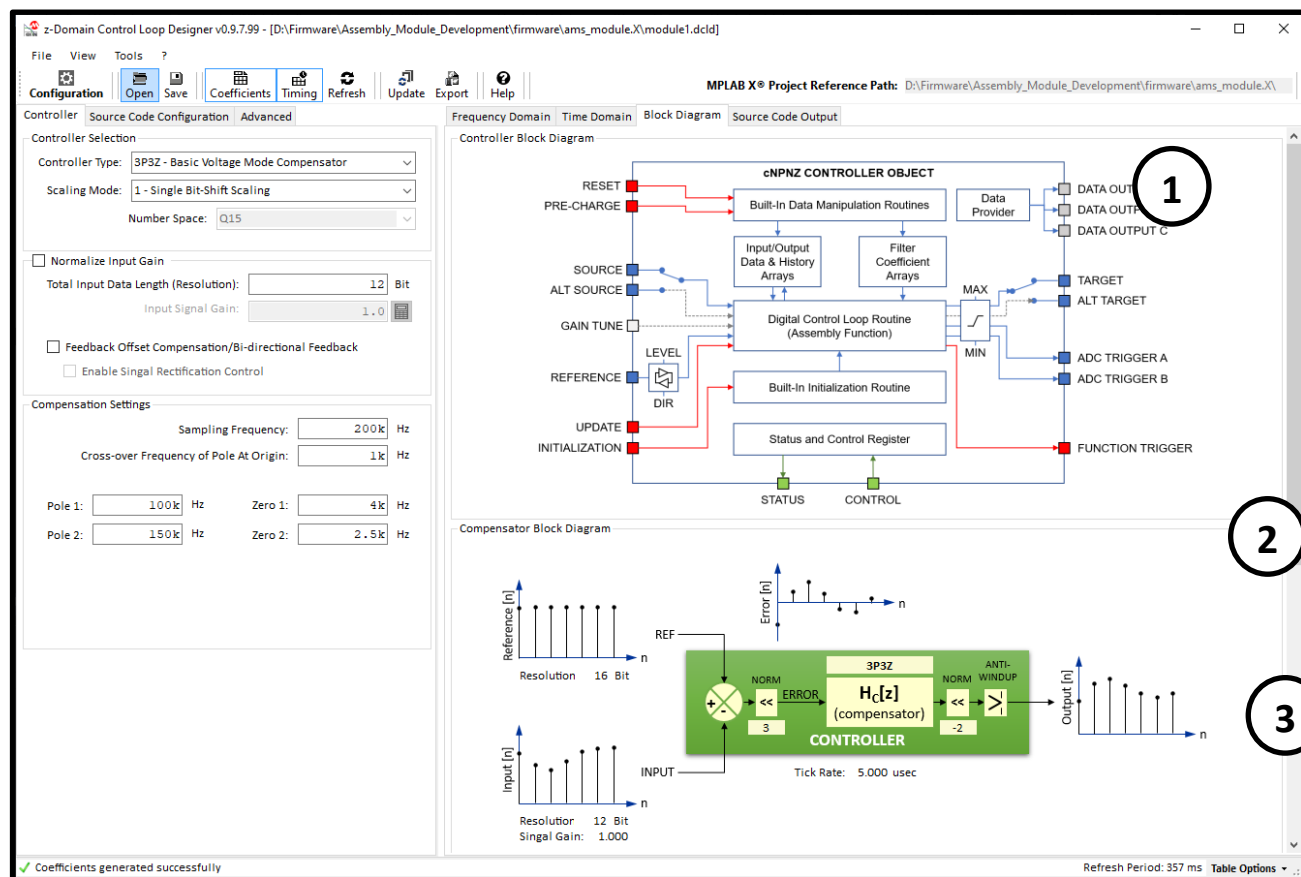 z-Domain Control Loop Designer v0.9.7.99 - [D:\Firmware\Assembly_Module_Development\firmware\ams_module.X\module1.dcld]
File View Tools ?
Configuration Open Save Coefficients Timing Refresh Update Export Help MPLAB X® Project Reference Path: D:\Firmware\Assembly_Module_Development\firmware\ams_module.X\
Controller Source Code Configuration Advanced
Controller Selection
Controller Type: 3P3Z - Basic Voltage Mode Compensator
Scaling Mode: 1 - Single Bit-Shift Scaling
Number Space: Q15
Normalize Input Gain
Total Input Data Length (Resolution): 12 Bit
Input Signal Gain: 1.0
Feedback Offset Compensation/Bi-directional Feedback
Enable Singal Rectification Control
Compensation Settings
Sampling Frequency: 200k Hz
Cross-over Frequency of Pole At Origin: 1k Hz
Pole 1: 100k Hz Zero 1: 4k Hz
Pole 2: 150k Hz Zero 2: 2.5k Hz
Frequency Domain Time Domain Block Diagram Source Code Output
Controller Block Diagram
cNPNZ CONTROLLER OBJECT
RESET
PRE-CHARGE
SOURCE
ALT SOURCE
GAIN TUNE
REFERENCE
UPDATE
INITIALIZATION
LEVEL
DIR
Built-In Data Manipulation Routines
Data
Provider
Input/Output
Data & History
Arrays
Filter
Coefficient
Arrays
Digital Control Loop Routine
(Assembly Function)
Built-In Initialization Routine
Status and Control Register
STATUS CONTROL
MAX
MIN
DATA OUT
DATA OUTP
DATA OUTPUT C
TARGET
ALT TARGET
ADC TRIGGER A
ADC TRIGGER B
FUNCTION TRIGGER
1
2
3
Compensator Block Diagram
Reference [n]
n
Resolution 16 Bit
REF
Error [n]
n
3P3Z
ANTI-
WINDUP
NORM
<<
3
ERROR
+
-
H_C[z]
(compensator)
NORM
<<
-2
CONTROLLER
Output [n]
n
Input [n]
n
INPUT
Tick Rate: 5.000 usec
Resolutior 12 Bit
Singal Gain: 1.000
Coefficients generated successfully
Refresh Period: 357 ms Table Options